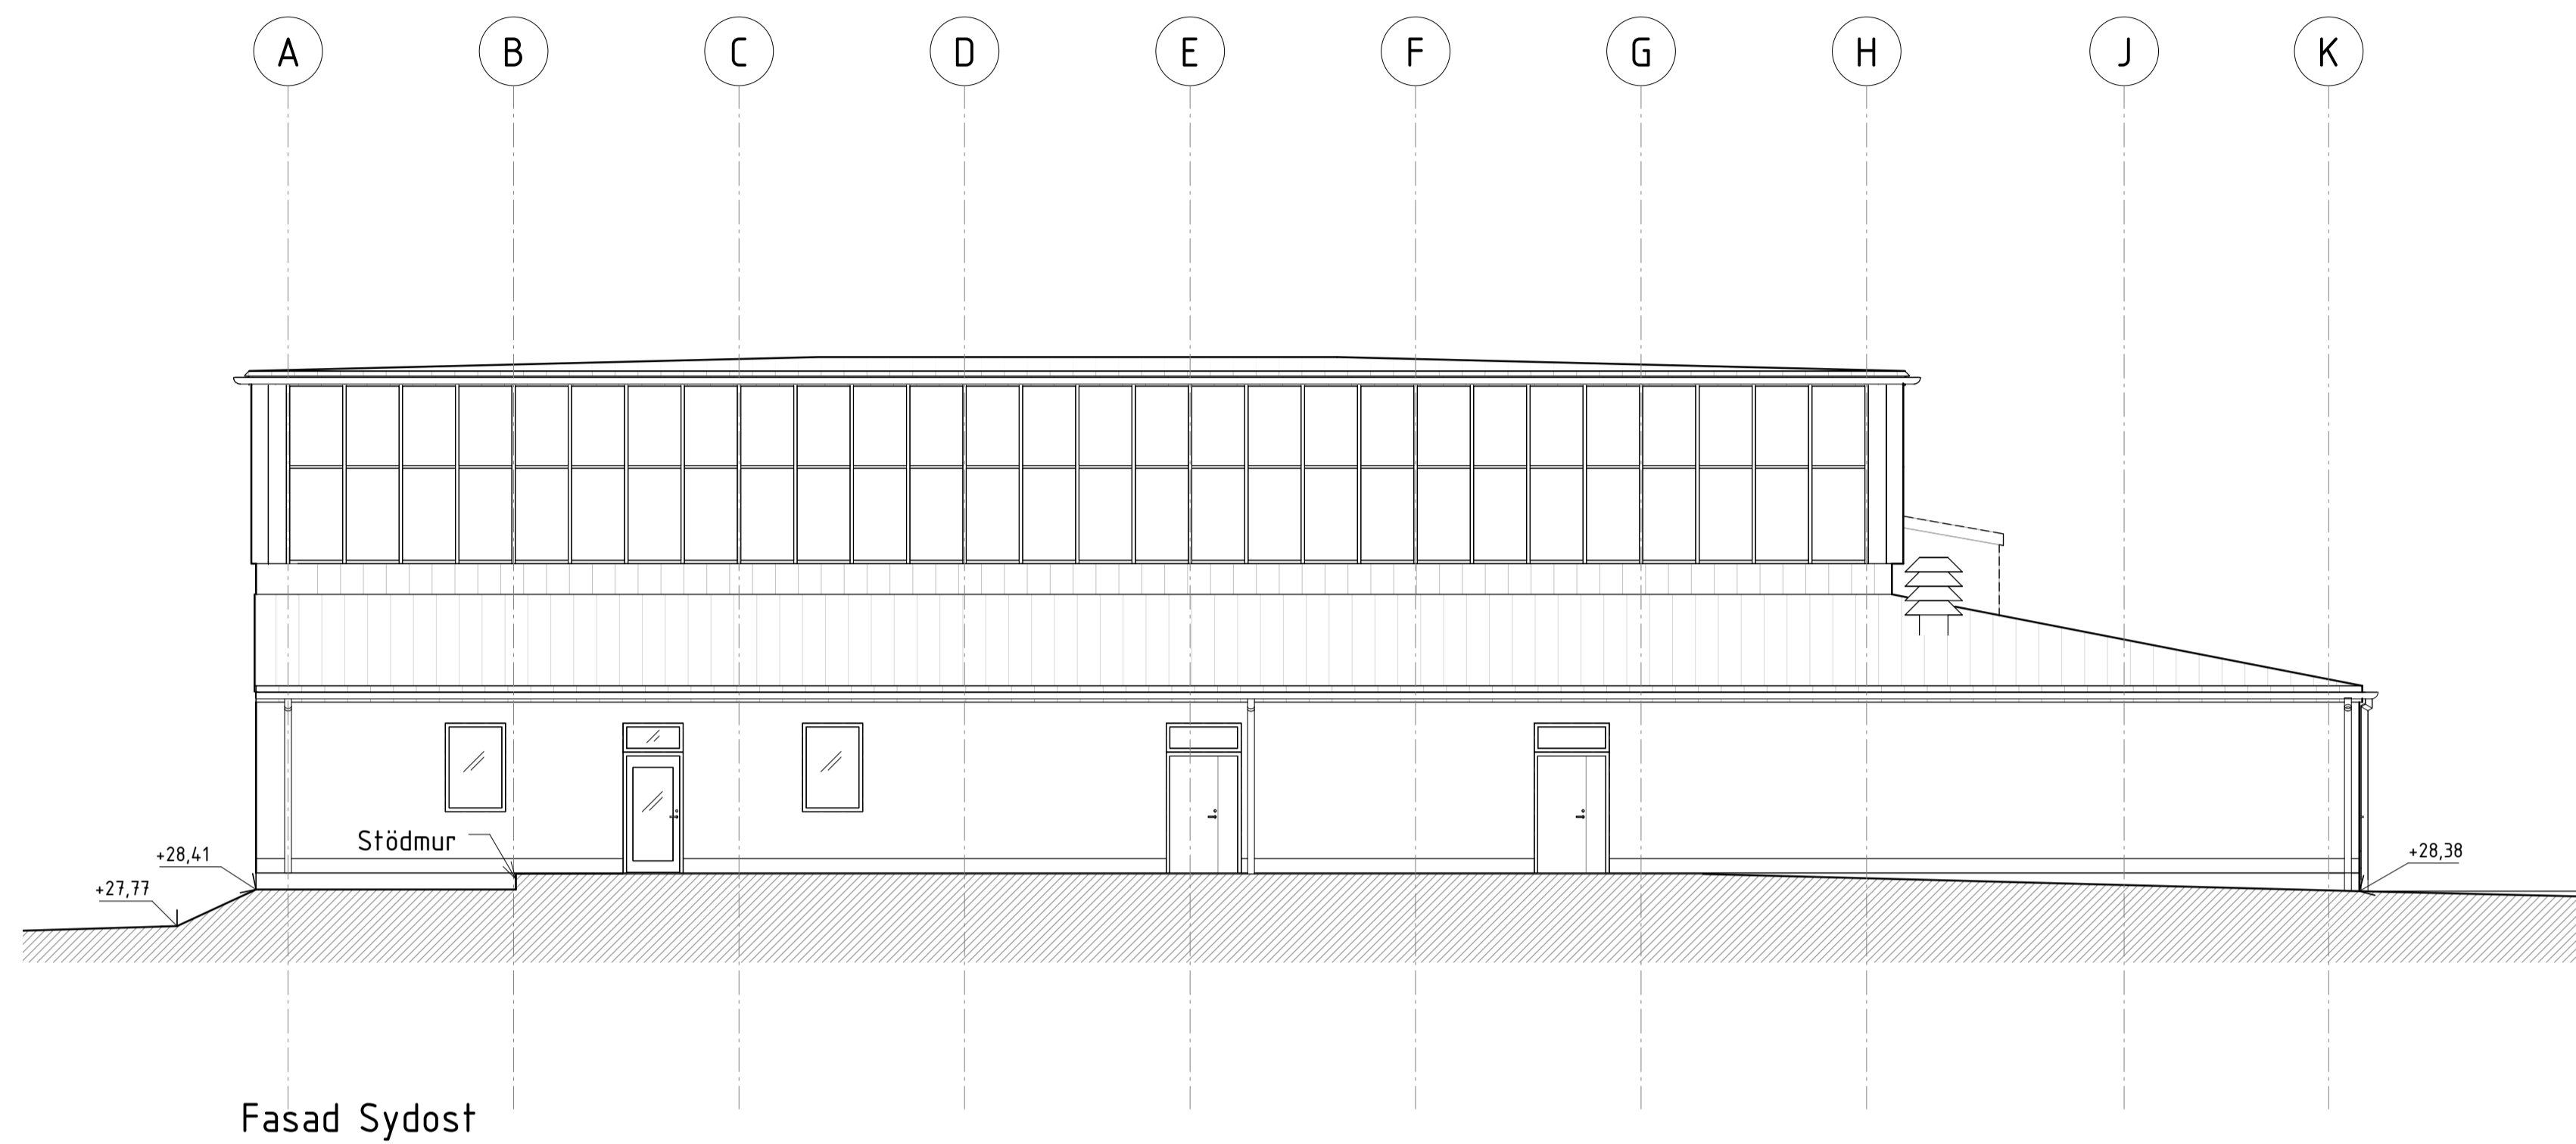 A B C D E F G H J K
Stödmur
+28,41
+28,38
+27,77
Fasad Sydost